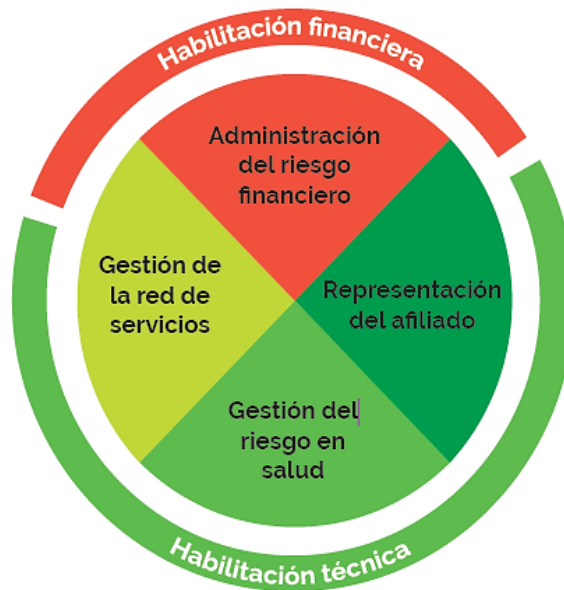 Habilitación financiera
Administración
del riesgo
financiero
Gestión de
la red de
servicios
Representación
del afiliado
Gestión del
riesgo en
salud
Habilitación técnica